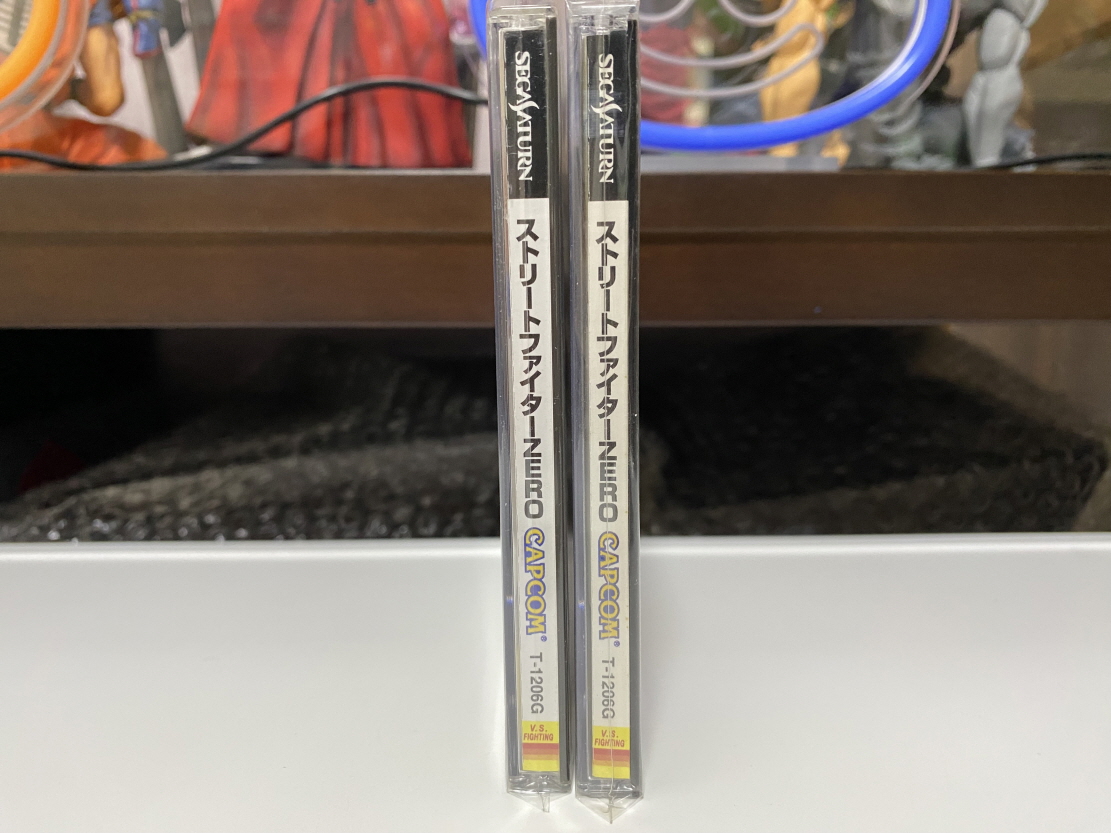 SEGA SATURN
ストリートファイターZERO
CAPCOM®
T-1206G
V.S.
FIGHTING
SEGA SATURN
ストリートファイターZERO
CAPCOM®
T-1206G
V.S.
FIGHTING